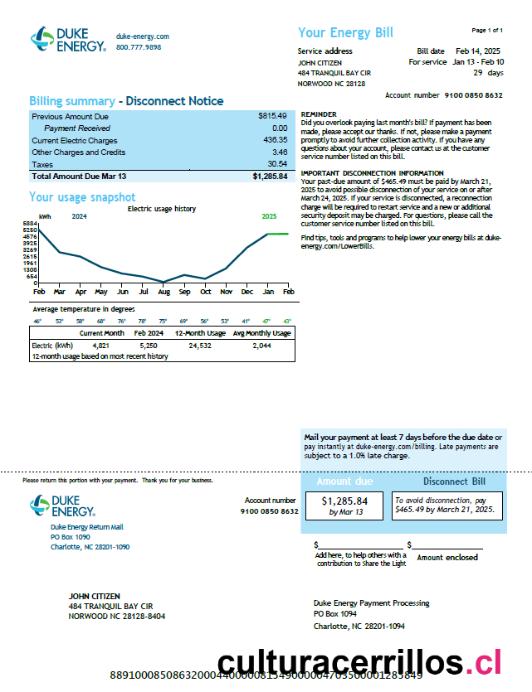 DUKE
ENERGY®
duke-energy.com
800.777.9898
Your Energy Bill
Page 1 of 1
Service address
JOHN CITIZEN
484 TRANQUIL BAY CIR
NORWOOD NC 28128
Bill date Feb 14, 2025
For service Jan 13 - Feb 10
29 days
Account number 9100 0850 8632
Billing summary - Disconnect Notice
Previous Amount Due $815.49
Payment Received 0.00
Current Electric Charges 436.35
Other Charges and Credits 3.46
Taxes 30.54
Total Amount Due Mar 13 $1,285.84
REMINDER
Did you overlook paying last month's bill? If payment has been
made, please accept our thanks. If not, please make a payment
promptly to avoid further collection activity. If you have any
questions about your account, please contact us at the customer
service number listed on this bill.
IMPORTANT DISCONNECTION INFORMATION
Your past-due amount of $465.49 must be paid by March 21,
2025 to avoid possible disconnection of your service on or after
March 24, 2025. If your service is disconnected, a reconnection
charge will be required to restart service and a new or additional
security deposit may be charged. For questions, please call the
customer service number listed on this bill.
Find tips, tools and programs to help lower your energy bills at duke-
energy.com/LowerBills.
Your usage snapshot
Electric usage history
kWh 2024 2025
5884
5230
4576
3925
3269
2615
1961
1308
654
0
Feb Mar Apr May Jun Jul Aug Sep Oct Nov Dec Jan Feb
Average temperature in degrees
46° 53° 58° 68° 76° 78° 75° 69° 56° 53° 41° 47° 43°
Current Month Feb 2024 12-Month Usage Avg Monthly Usage
Electric (kWh) 4,821 5,250 24,532 2,044
12-month usage based on most recent history
Mail your payment at least 7 days before the due date or
pay instantly at duke-energy.com/billing. Late payments are
subject to a 1.0% late charge.
Please return this portion with your payment. Thank you for your business.
Amount due
Disconnect Bill
DUKE
ENERGY®
Account number
9100 0850 8632
$1,285.84
by Mar 13
To avoid disconnection, pay
$465.49 by March 21, 2025.
Duke Energy Return Mail
PO Box 1090
Charlotte, NC 28201-1090
$ $
Add here, to help others with a
contribution to Share the Light
Amount enclosed
JOHN CITIZEN
484 TRANQUIL BAY CIR
NORWOOD NC 28128-8404
Duke Energy Payment Processing
PO Box 1094
Charlotte, NC 28201-1094
culturacerrillos.cl